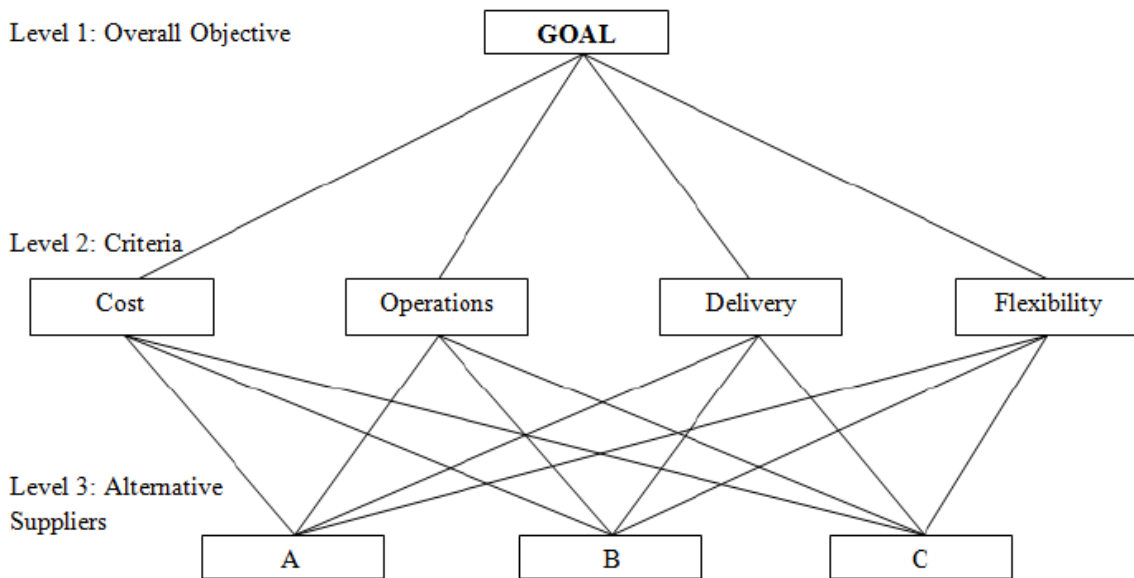 Level 1: Overall Objective
GOAL
Level 2: Criteria
Cost
Operations
Delivery
Flexibility
Level 3: Alternative
Suppliers
A
B
C